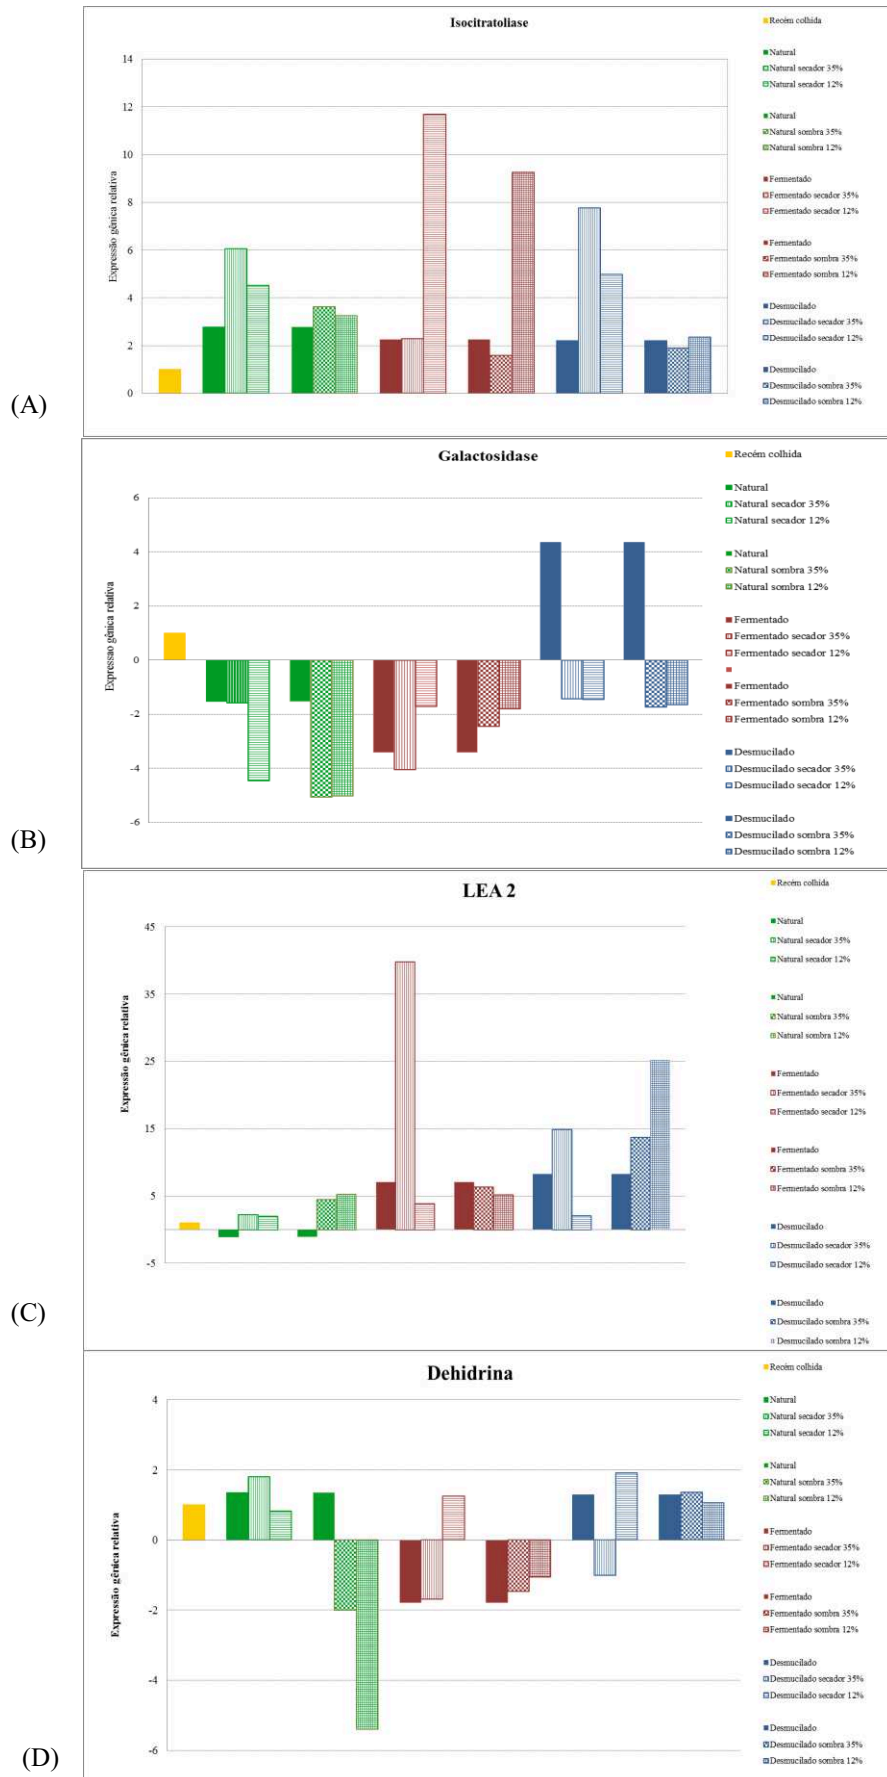 Isocitratoliase
Expressão gênica relativa
14
12
10
8
6
4
2
0
Recém colhida
Natural
Natural secador 35%
Natural secador 12%
Natural
Natural sombra 35%
Natural sombra 12%
Fermentado
Fermentado secador 35%
Fermentado secador 12%
Fermentado
Fermentado sombra 35%
Fermentado sombra 12%
Desmucilado
Desmucilado secador 35%
Desmucilado secador 12%
Desmucilado
Desmucilado sombra 35%
Desmucilado sombra 12%
(A)
Galactosidase
Expressao gênica relativa
6
4
2
0
-2
-4
-6
Recém colhida
Natural
Natural secador 35%
Natural secador 12%
Natural
Natural sombra 35%
Natural sombra 12%
Fermentado
Fermentado secador 35%
Fermentado secador 12%
Fermentado
Fermentado sombra 35%
Fermentado sombra 12%
Desmucilado
Desmucilado secador 35%
Desmucilado secador 12%
Desmucilado
Desmucilado sombra 35%
Desmucilado sombra 12%
(B)
LEA 2
Expressão gênica relativa
45
35
25
15
5
-5
Recém colhida
Natural
Natural secador 35%
Natural secador 12%
Natural
Natural sombra 35%
Natural sombra 12%
Fermentado
Fermentado secador 35%
Fermentado secador 12%
Fermentado
Fermentado sombra 35%
Fermentado sombra 12%
Desmucilado
Desmucilado secador 35%
Desmucilado secador 12%
Desmucilado
Desmucilado sombra 35%
Desmucilado sombra 12%
(C)
Dehidrina
Expressão gênica relativa
4
2
0
-2
-4
-6
Recém colhida
Natural
Natural secador 35%
Natural secador 12%
Natural
Natural sombra 35%
Natural sombra 12%
Fermentado
Fermentado secador 35%
Fermentado secador 12%
Fermentado
Fermentado sombra 35%
Fermentado sombra 12%
Desmucilado
Desmucilado secador 35%
Desmucilado secador 12%
Desmucilado
Desmucilado sombra 35%
Desmucilado sombra 12%
(D)